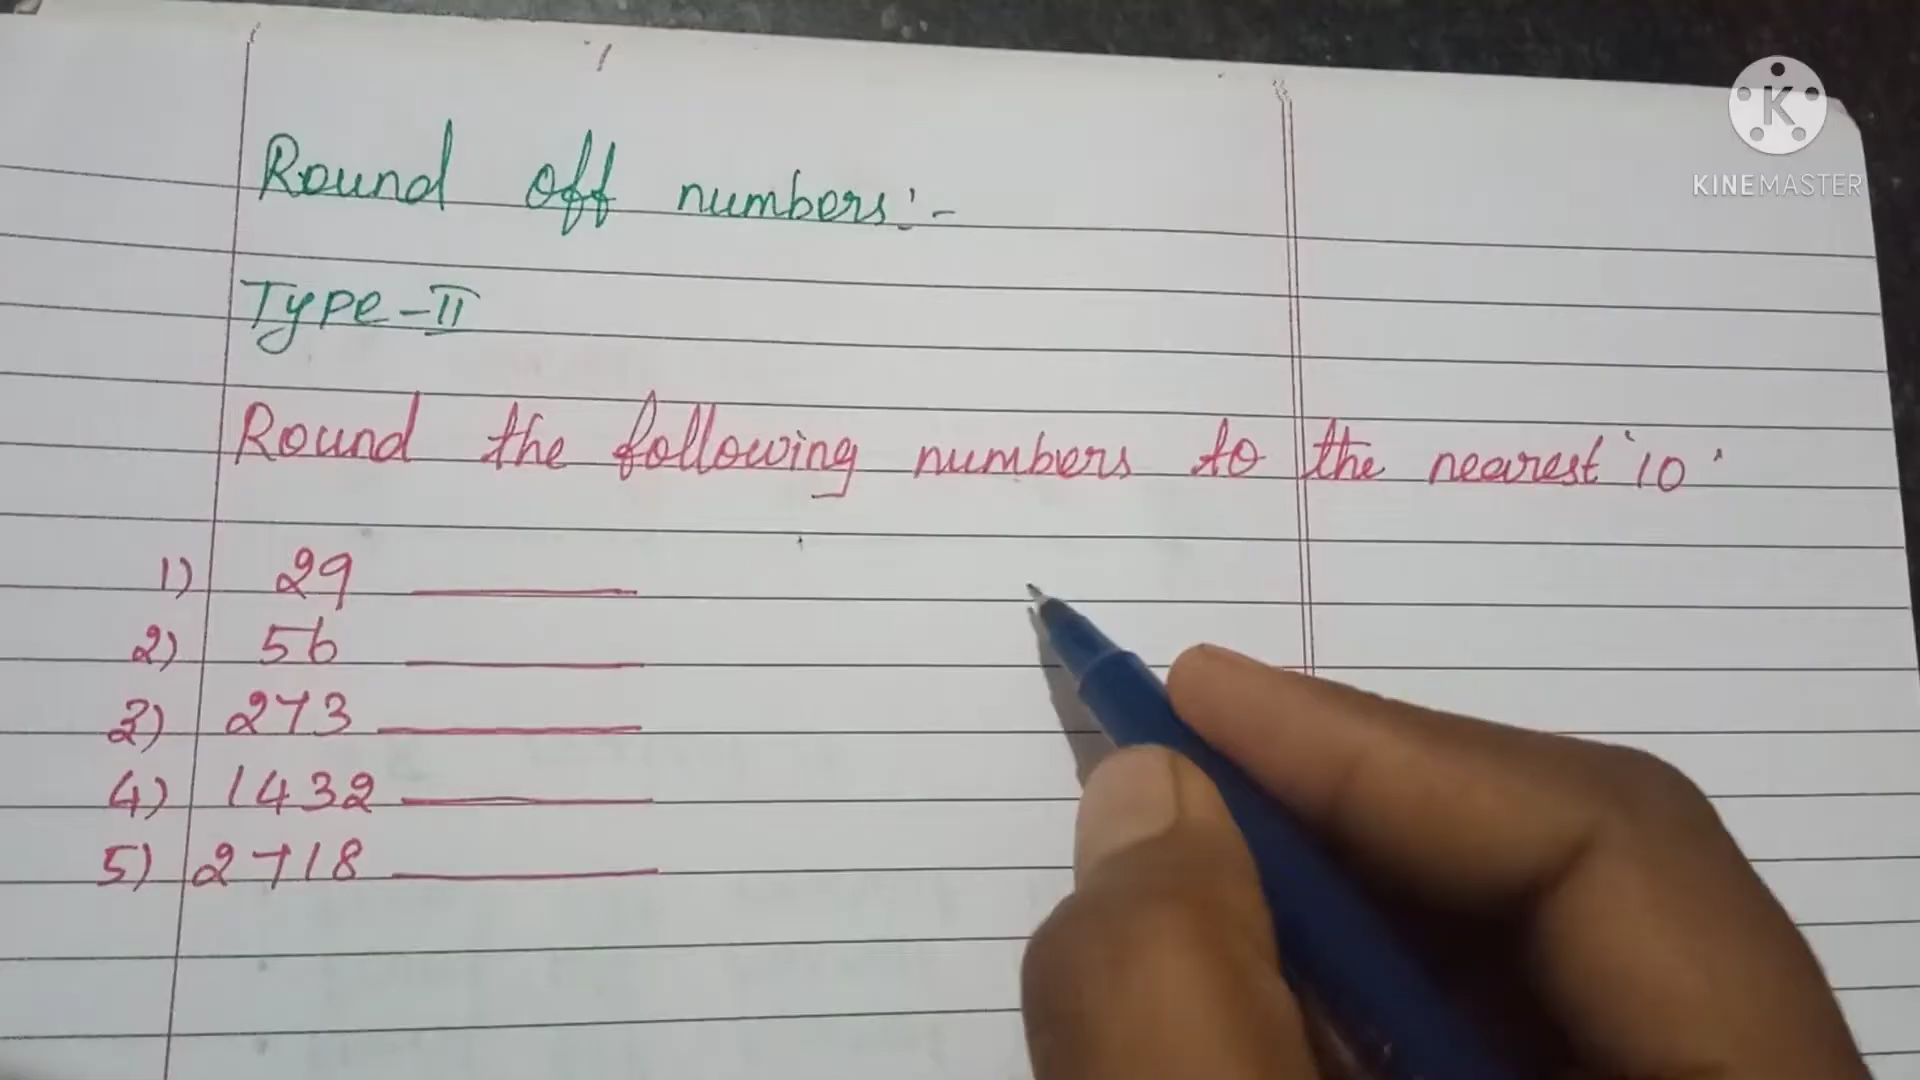 KINEMASTER
Round off numbers:-
Type-II
Round the following numbers to the nearest '10'
1) 29
2) 56
3) 273
4) 1432
5) 2718